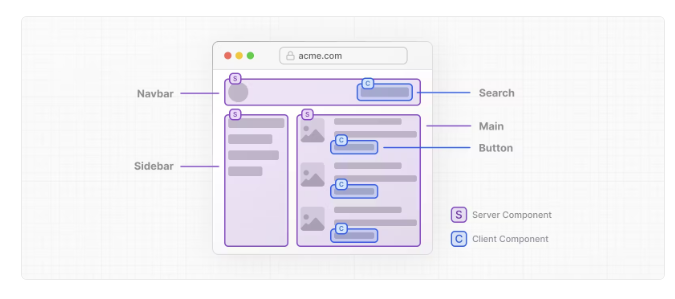 acme.com
S
C
Navbar
Search
S
S
Main
C
Button
Sidebar
C
S Server Component
C
C Client Component